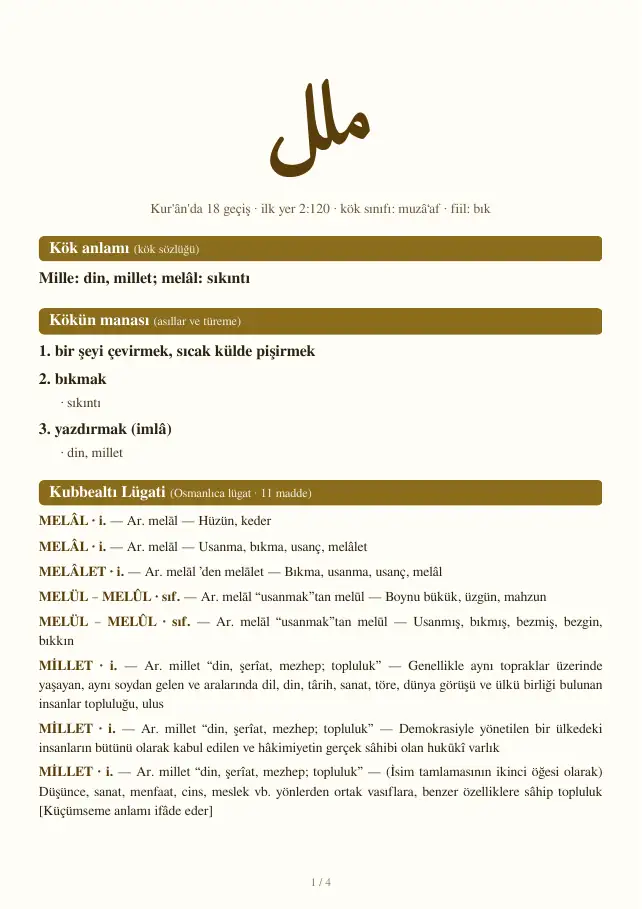 ملل
Kur'ân'da 18 geçiş · ilk yer 2:120 · kök sınıfı: muzâ'af · fiil: bık
Kök anlamı (kök sözlüğü)
Mille: din, millet; melâl: sıkıntı
Kökün manası (asıllar ve türeme)
1. bir şeyi çevirmek, sıcak külde pişirmek
2. bıkmak
· sıkıntı
3. yazdırmak (imlâ)
· din, millet
Kubbealtı Lügati (Osmanlıca lügat · 11 madde)
MELÂL · i. — Ar. melāl — Hüzün, keder
MELÂL · i. — Ar. melāl — Usanma, bıkma, usanç, melâlet
MELÂLET · i. — Ar. melāl ’den melālet — Bıkma, usanma, usanç, melâl
MELÜL – MELÛL · sıf. — Ar. melāl “usanmak”tan melūl — Boynu bükük, üzgün, mahzun
MELÜL – MELÛL · sıf. — Ar. melāl “usanmak”tan melūl — Usanmış, bıkmış, bezmiş, bezgin,
bıkkın
MİLLET · i. — Ar. millet “din, şerîat, mezhep; topluluk” — Genellikle aynı topraklar üzerinde
yaşayan, aynı soydan gelen ve aralarında dil, din, târih, sanat, töre, dünya görüşü ve ülkü birliği bulunan
insanlar topluluğu, ulus
MİLLET · i. — Ar. millet “din, şerîat, mezhep; topluluk” — Demokrasiyle yönetilen bir ülkedeki
insanların bütünü olarak kabul edilen ve hâkimiyetin gerçek sâhibi olan hukūkî varlık
MİLLET · i. — Ar. millet “din, şerîat, mezhep; topluluk” — (İsim tamlamasının ikinci öğesi olarak)
Düşünce, sanat, menfaat, cins, meslek vb. yönlerden ortak vasıflara, benzer özelliklere sâhip topluluk
[Küçümseme anlamı ifâde eder]
1 / 4